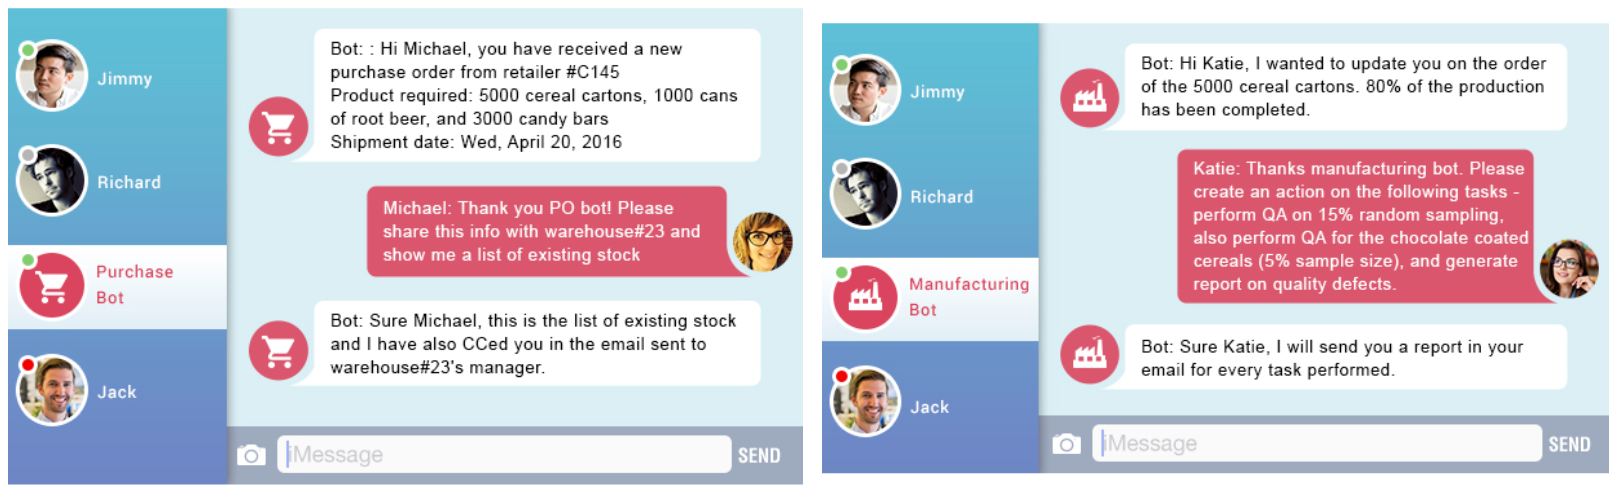 Jimmy
Richard
Purchase
Bot
Jack
Bot: : Hi Michael, you have received a new
purchase order from retailer #C145
Product required: 5000 cereal cartons, 1000 cans
of root beer, and 3000 candy bars
Shipment date: Wed, April 20, 2016
Michael: Thank you PO bot! Please
share this info with warehouse#23 and
show me a list of existing stock
Bot: Sure Michael, this is the list of existing stock
and I have also CCed you in the email sent to
warehouse#23's manager.
iMessage
SEND
Jimmy
Richard
Manufacturing
Bot
Jack
Bot: Hi Katie, I wanted to update you on the order
of the 5000 cereal cartons. 80% of the production
has been completed.
Katie: Thanks manufacturing bot. Please
create an action on the following tasks -
perform QA on 15% random sampling,
also perform QA for the chocolate coated
cereals (5% sample size), and generate
report on quality defects.
Bot: Sure Katie, I will send you a report in your
email for every task performed.
iMessage
SEND